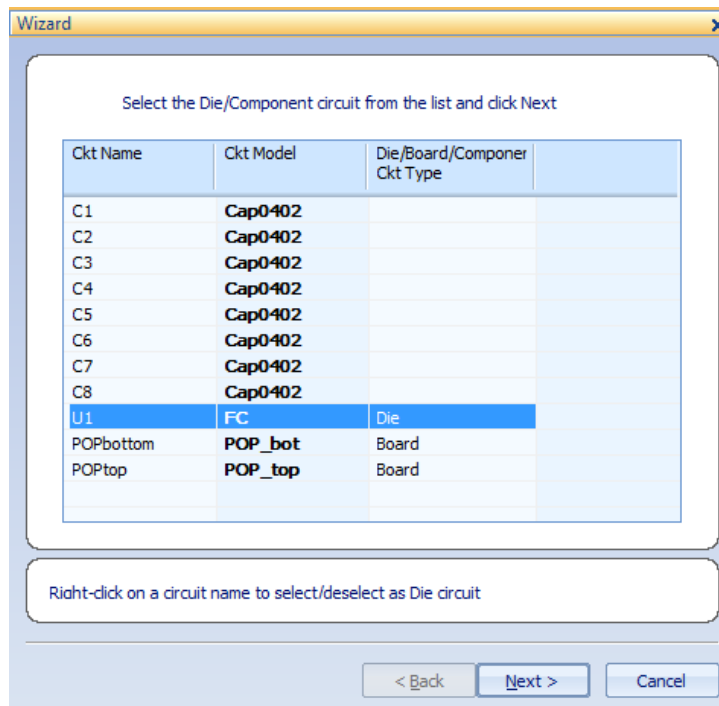 Wizard
Select the Die/Component circuit from the list and click Next
Ckt Name Ckt Model Die/Board/Componer
Ckt Type
C1 Cap0402
C2 Cap0402
C3 Cap0402
C4 Cap0402
C5 Cap0402
C6 Cap0402
C7 Cap0402
C8 Cap0402
U1 FC Die
POPbottom POP_bot Board
POPtop POP_top Board
Right-click on a circuit name to select/deselect as Die circuit
< Back Next > Cancel